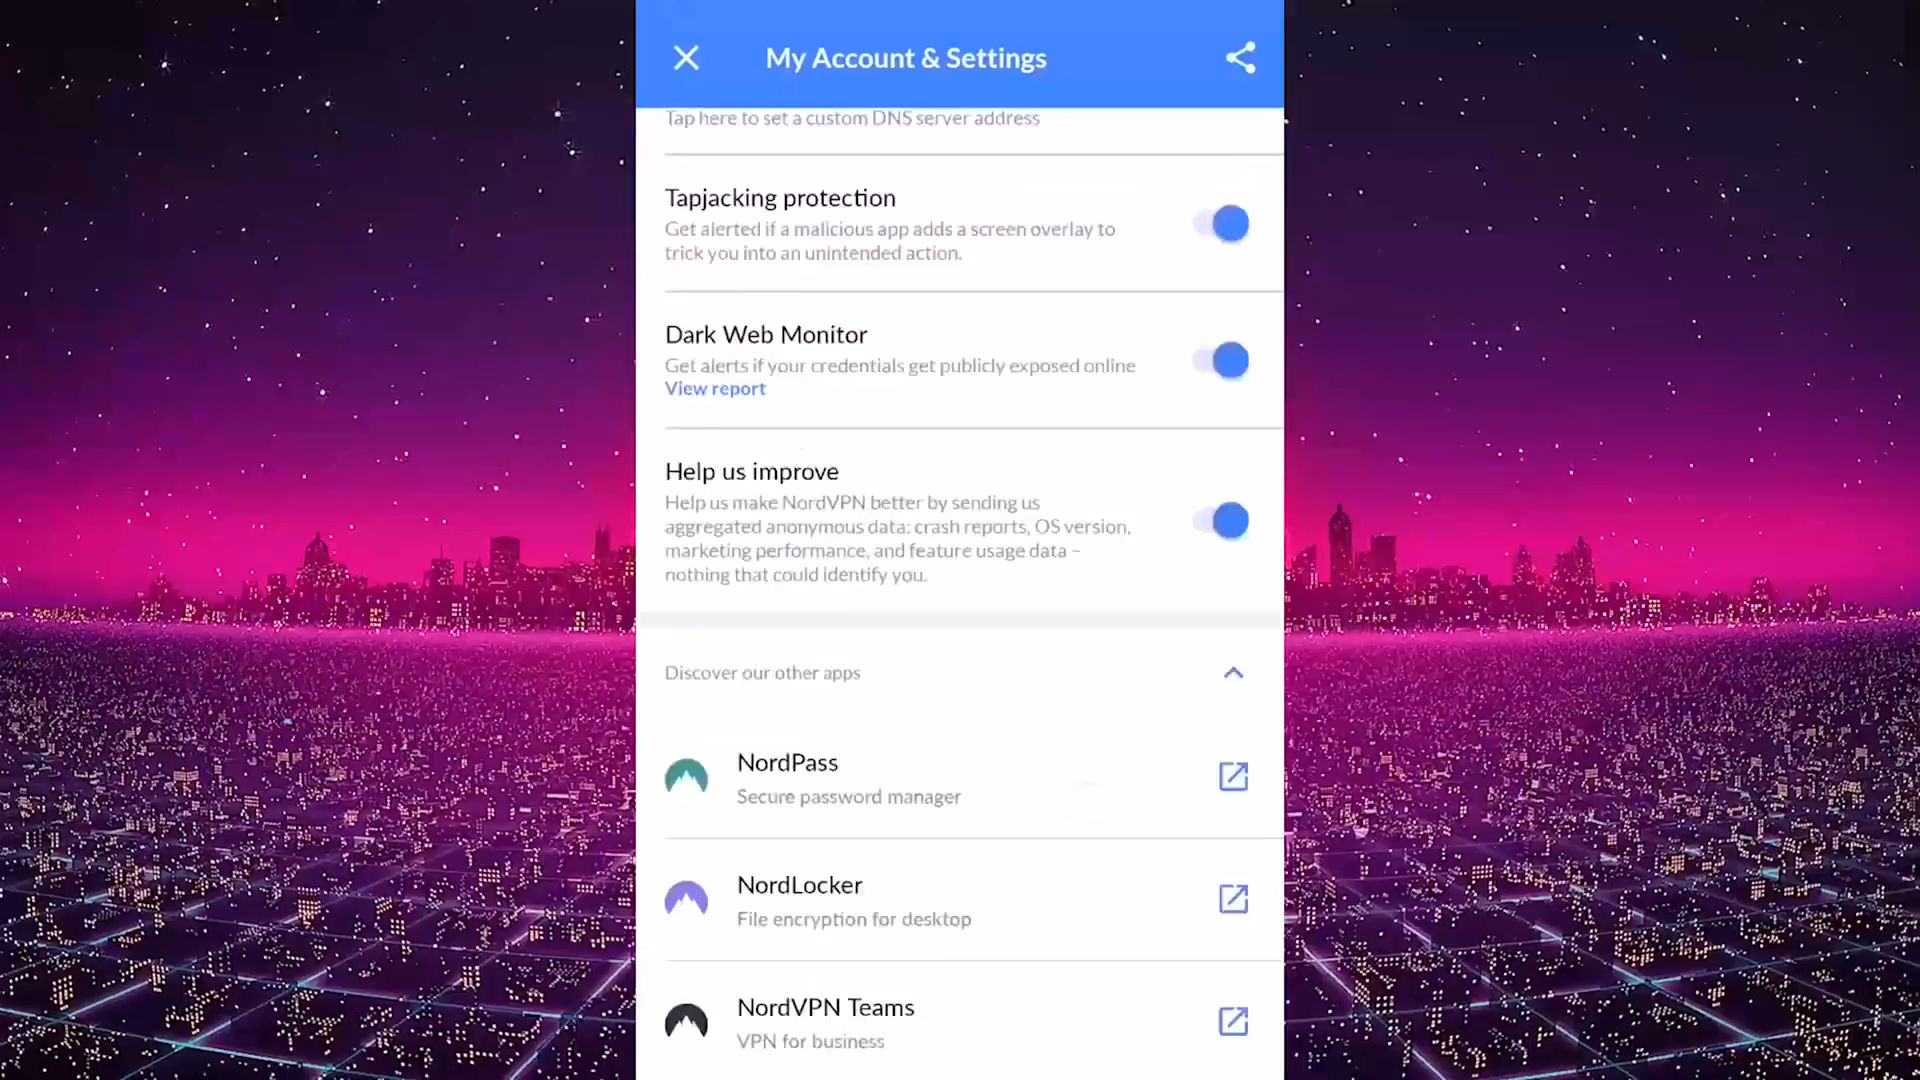 My Account & Settings
Tap here to set a custom DNS server address
Tapjacking protection
Get alerted if a malicious app adds a screen overlay to
trick you into an unintended action.
Dark Web Monitor
Get alerts if your credentials get publicly exposed online
View report
Help us improve
Help us make NordVPN better by sending us
aggregated anonymous data: crash reports, OS version,
marketing performance, and feature usage data –
nothing that could identify you.
Discover our other apps
NordPass
Secure password manager
NordLocker
File encryption for desktop
NordVPN Teams
VPN for business